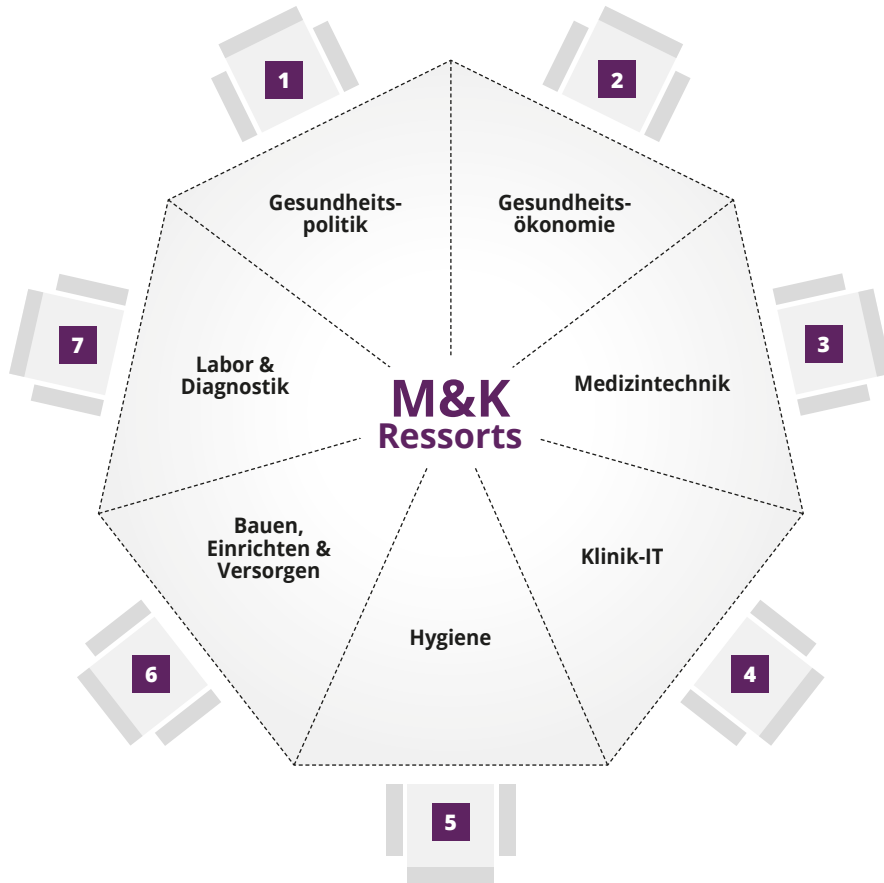 1
2
Gesundheits-
politik
Gesundheits-
ökonomie
7
Labor &
Diagnostik
M&K
Ressorts
Medizintechnik
3
Bauen,
Einrichten &
Versorgen
Klinik-IT
Hygiene
6
4
5